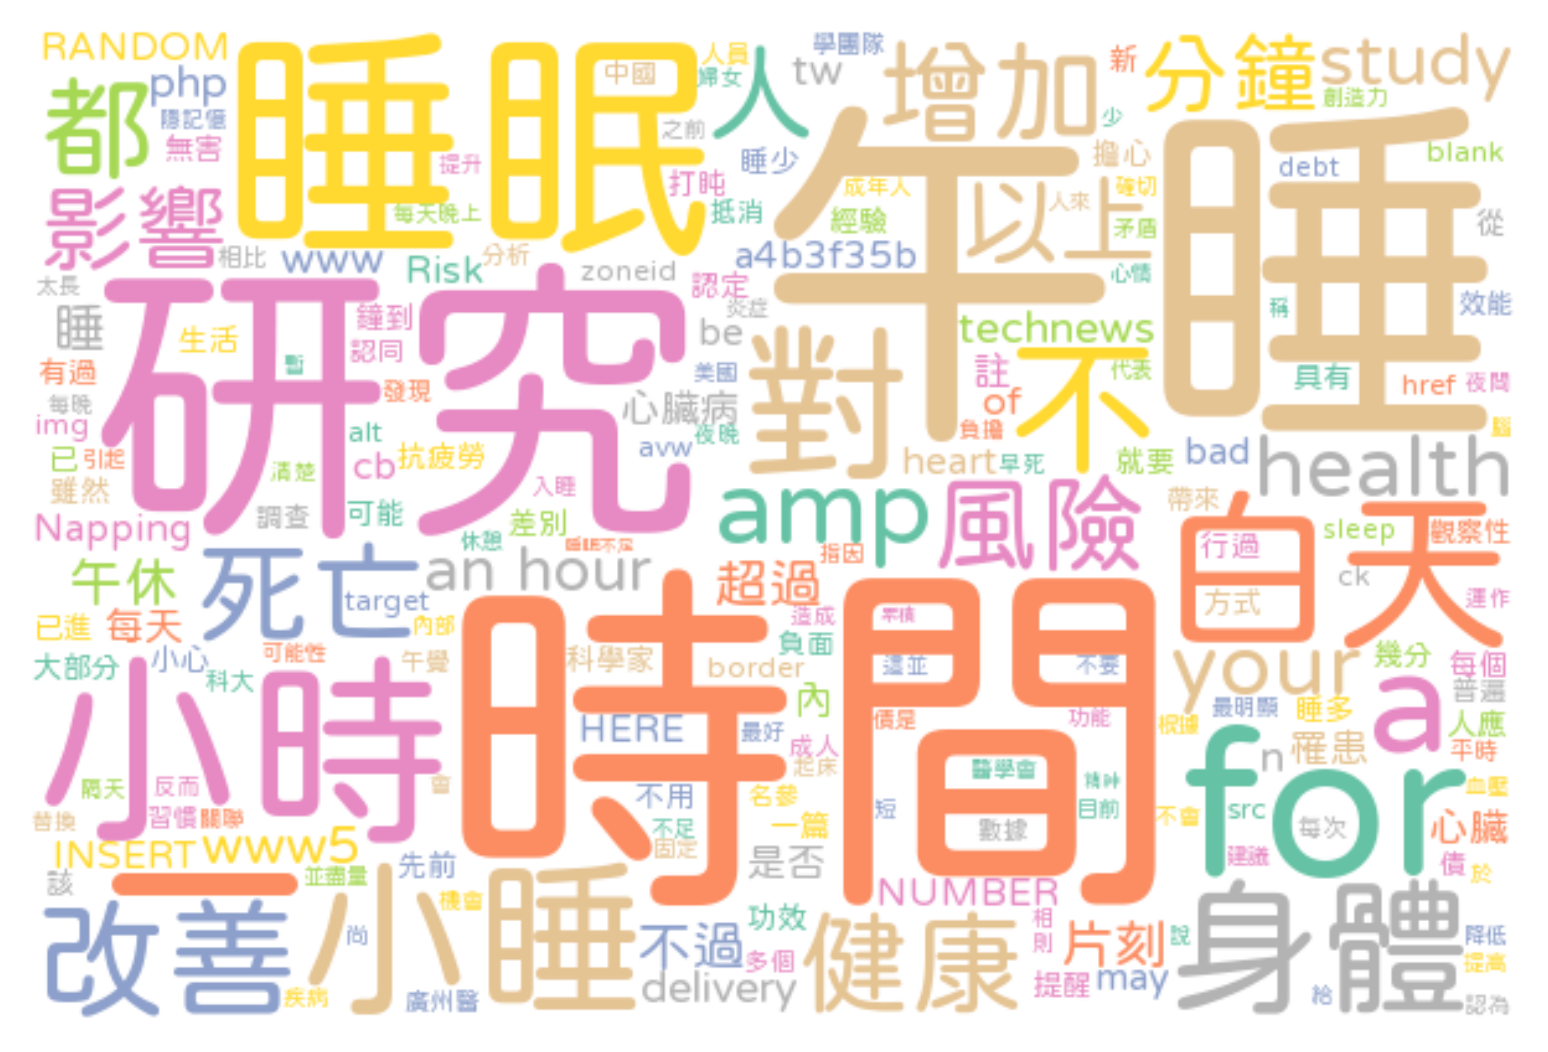 RANDOM
睡眠
中國
人員
婦女
人
學團隊
tw
增加
新
分鐘
study
創造力
都
php
隱記憶
無害
提升
之前
睡少
少
擔心
午睡
debt
blank
影響
每天晚上
打盹
抵消
成年人
經驗
以上
人來
確切
矛盾
從
相比
www
Risk
分析
zoneid
認定
a4b3f35b
心情
太長
研究
炎症
稱
效能
睡
生活
鐘到
認同
be
technews
有過
暫
發現
美國
對
註
不
代表
具有
href
夜間
每晚
img
alt
心臟病
avw
夜晚
of
負擔
腦
已
引起
清楚
cb
抗疲勞
heart
早死
就要
bad
health
雖然
入睡
帶來
Napping
調查
可能
差別
amp
風險
白天
sleep
觀察性
休憩
睡眠不足
指因
行過
午休
死亡
an hour
超過
ck
target
時間
方式
運作
已進
每天
內部
造成
累積
負面
大部分
小心
可能性
午覺
科學家
border
這並
不要
your
幾分
每個
科大
小時
內
a
普遍
HERE
最好
成人
債是
功能
根據
最明顯
睡多
人應
起床
for
n
罹患
平時
隔天
反而
會
醫學會
精神
血壓
替換
習慣
關聯
不用
名參
短
目前
不會
src
每次
心臟
INSERT
www5
不足
一篇
數據
固定
建議
債
於
該
一
並盡量
先前
是否
NUMBER
改善
小睡
機會
尚
不過
功效
健康
相
則
片刻
說
身體
降低
多個
提高
疾病
廣州醫
delivery
提醒
may
給
認為